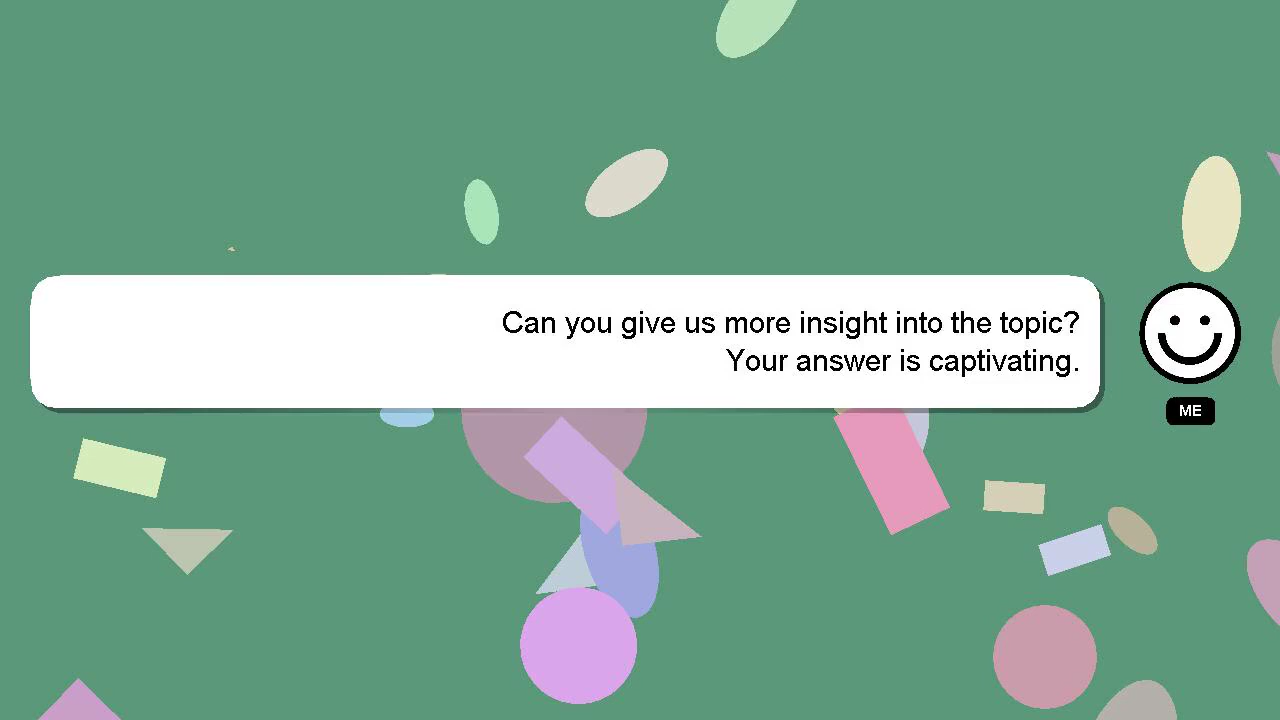 Can you give us more insight into the topic?
Your answer is captivating.
ME